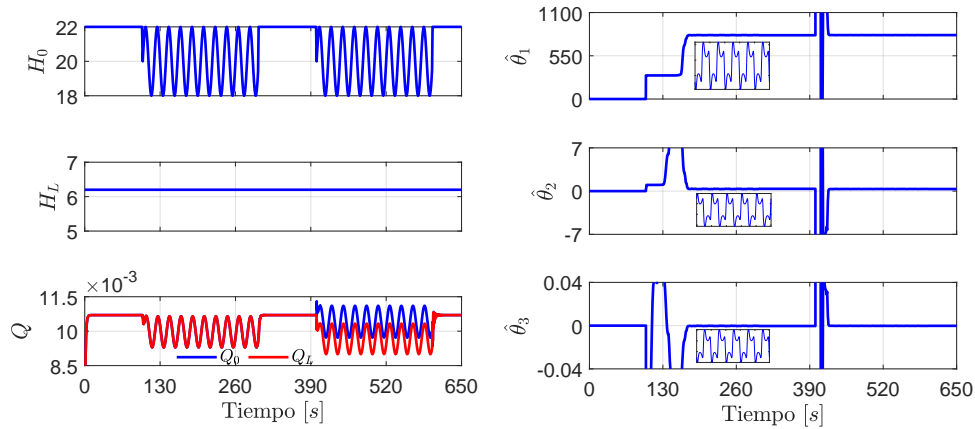 22
20
18
H₀
7
6
5
H_L
×10⁻³
11.5
10
8.5
Q
Q₀ Q_L
0 130 260 390 520 650
Tiempo [s]
1100
550
0
θ̂₁
7
0
-7
θ̂₂
0.04
0
-0.04
θ̂₃
0 130 260 390 520 650
Tiempo [s]